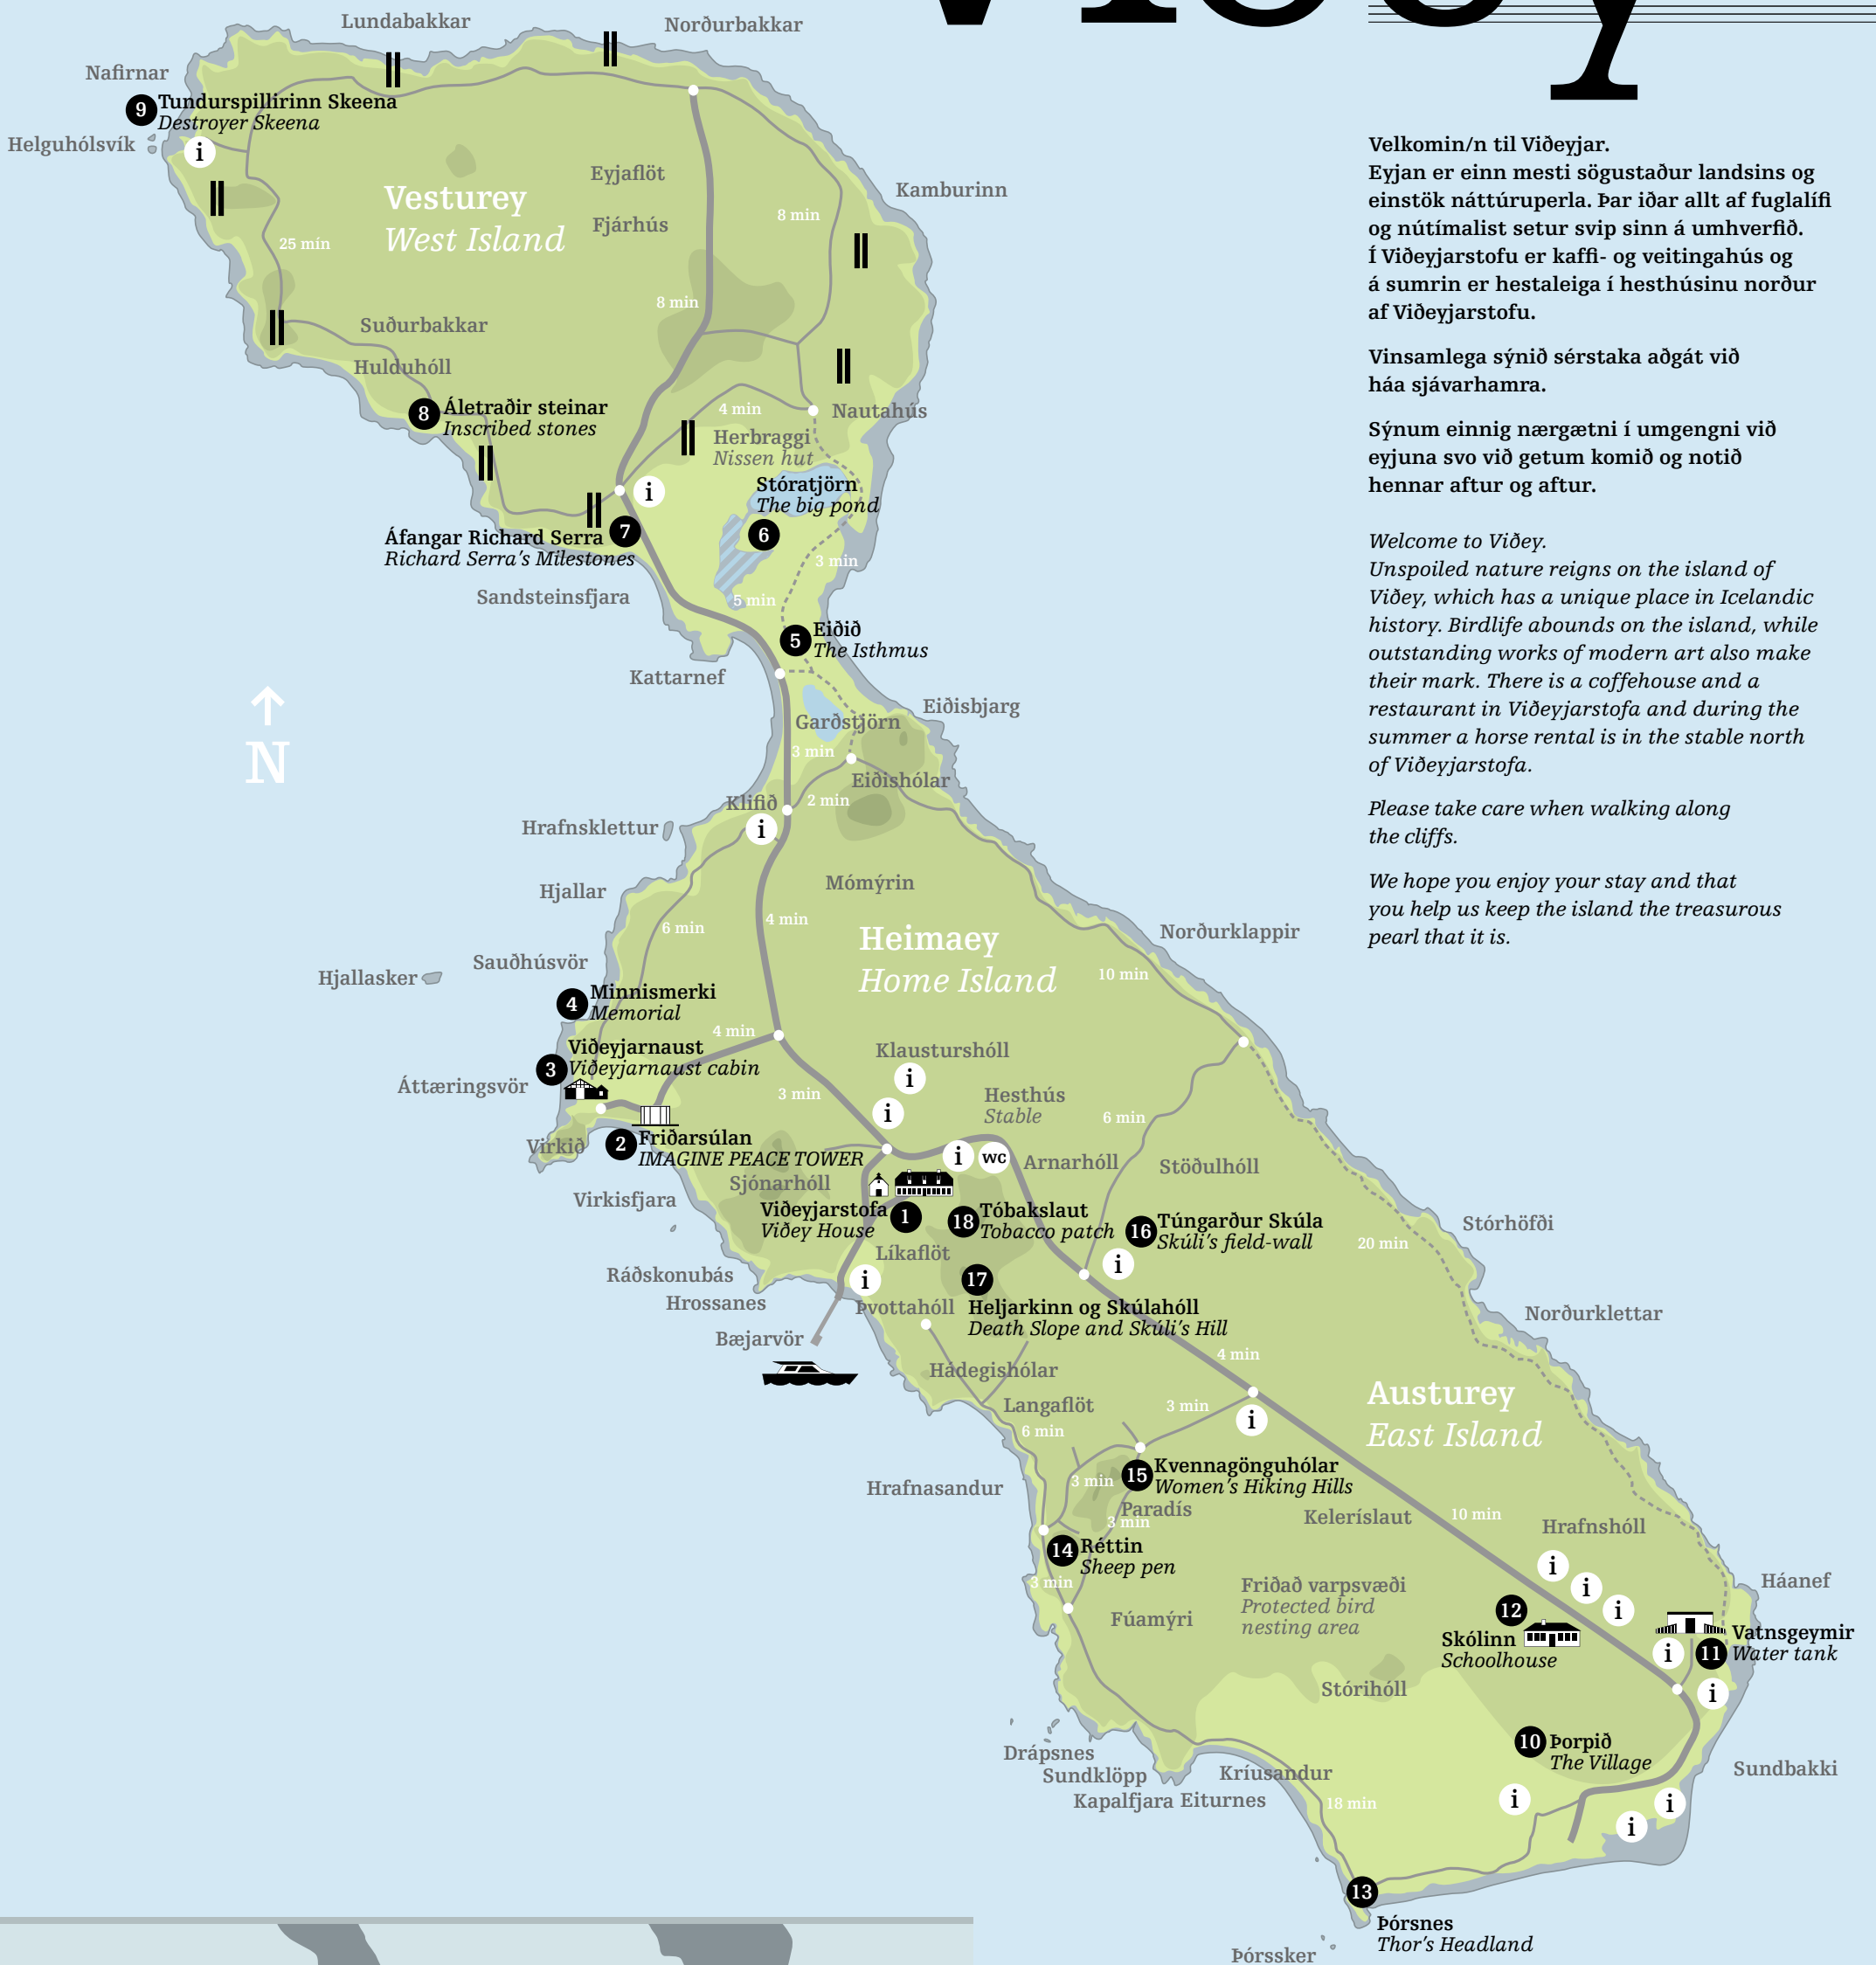 Viðey
Velkomin/n til Viðeyjar.
Eyjan er einn mesti sögustaður landsins og
einstök náttúruperla. Þar iðar allt af fuglalífi
og nútímalist setur svip sinn á umhverfið.
Í Viðeyjarstofu er kaffi- og veitingahús og
á sumrin er hestaleiga í hesthúsinu norður
af Viðeyjarstofu.
Vinsamlega sýnið sérstaka aðgát við
háa sjávarhamra.
Sýnum einnig nærgætni í umgengni við
eyjuna svo við getum komið og notið
hennar aftur og aftur.
Welcome to Viðey.
Unspoiled nature reigns on the island of
Viðey, which has a unique place in Icelandic
history. Birdlife abounds on the island, while
outstanding works of modern art also make
their mark. There is a coffehouse and a
restaurant in Viðeyjarstofa and during the
summer a horse rental is in the stable north
of Viðeyjarstofa.
Please take care when walking along
the cliffs.
We hope you enjoy your stay and that
you help us keep the island the treasurous
pearl that it is.
Lundabakkar
Norðurbakkar
Nafirnar
9 Tundurspillirinn Skeena
Destroyer Skeena
Helguhólsvík
i
Eyjaflöt
Kamburinn
Vesturey
West Island
Fjárhús
8 min
25 mín
8 min
Suðurbakkar
Hulduhóll
8 Áletraðir steinar
Inscribed stones
4 min
Nautahús
Herbraggi
Nissen hut
i
Stóratjörn
The big pond
6
Áfangar Richard Serra 7
Richard Serra's Milestones
3 min
Sandsteinsfjara
5 min
5 Eiðið
The Isthmus
Kattarnef
N
Eiðisbjarg
Garðstjörn
3 min
Eiðishólar
Klifið
2 min
i
Hrafnsklettur
Mómýrin
Hjallar
4 min
6 min
Heimaey
Home Island
Norðurklappir
Sauðhúsvör
Hjallasker
10 min
4 Minnismerki
Memorial
4 min
3 Viðeyjarnaust
Viðeyjarnaust cabin
Áttæringsvör
Klausturshóll
i
i
3 min
Hesthús
Stable
6 min
Virkið
2 Friðarsúlan
IMAGINE PEACE TOWER
i
wc
Arnarhóll
Stöðulhóll
Sjónarhóll
Virkisfjara
Viðeyjarstofa 1
Viðey House
18 Tóbakslaut
Tobacco patch
16 Túngarður Skúla
Skúli's field-wall
Stórhöfði
20 min
Líkaflöt
i
i
Ráðskonubás
Hrossanes
17
Heljarkinn og Skúlahóll
Death Slope and Skúli's Hill
Þvottahóll
Norðurklettar
Bæjarvör
4 min
Hádegishólar
Austurey
East Island
Langaflöt
3 min
i
6 min
Hrafnasandur
3 min
15 Kvennagönguhólar
Women's Hiking Hills
Paradís
3 min
Keleríslaut
10 min
Hrafnshóll
14 Réttin
Sheep pen
3 min
i
i
i
Háanef
Friðað varpsvæði
Protected bird
nesting area
Fúamýri
12
Skólinn
Schoolhouse
i
11 Vatnsgeymir
Water tank
i
Stórihóll
10 Þorpið
The Village
Drápsnes
Sundklöpp
Kapalfjara
Eiturnes
Kríusandur
18 min
Sundbakki
i
i
i
13
Þórsnes
Thor's Headland
Þórssker